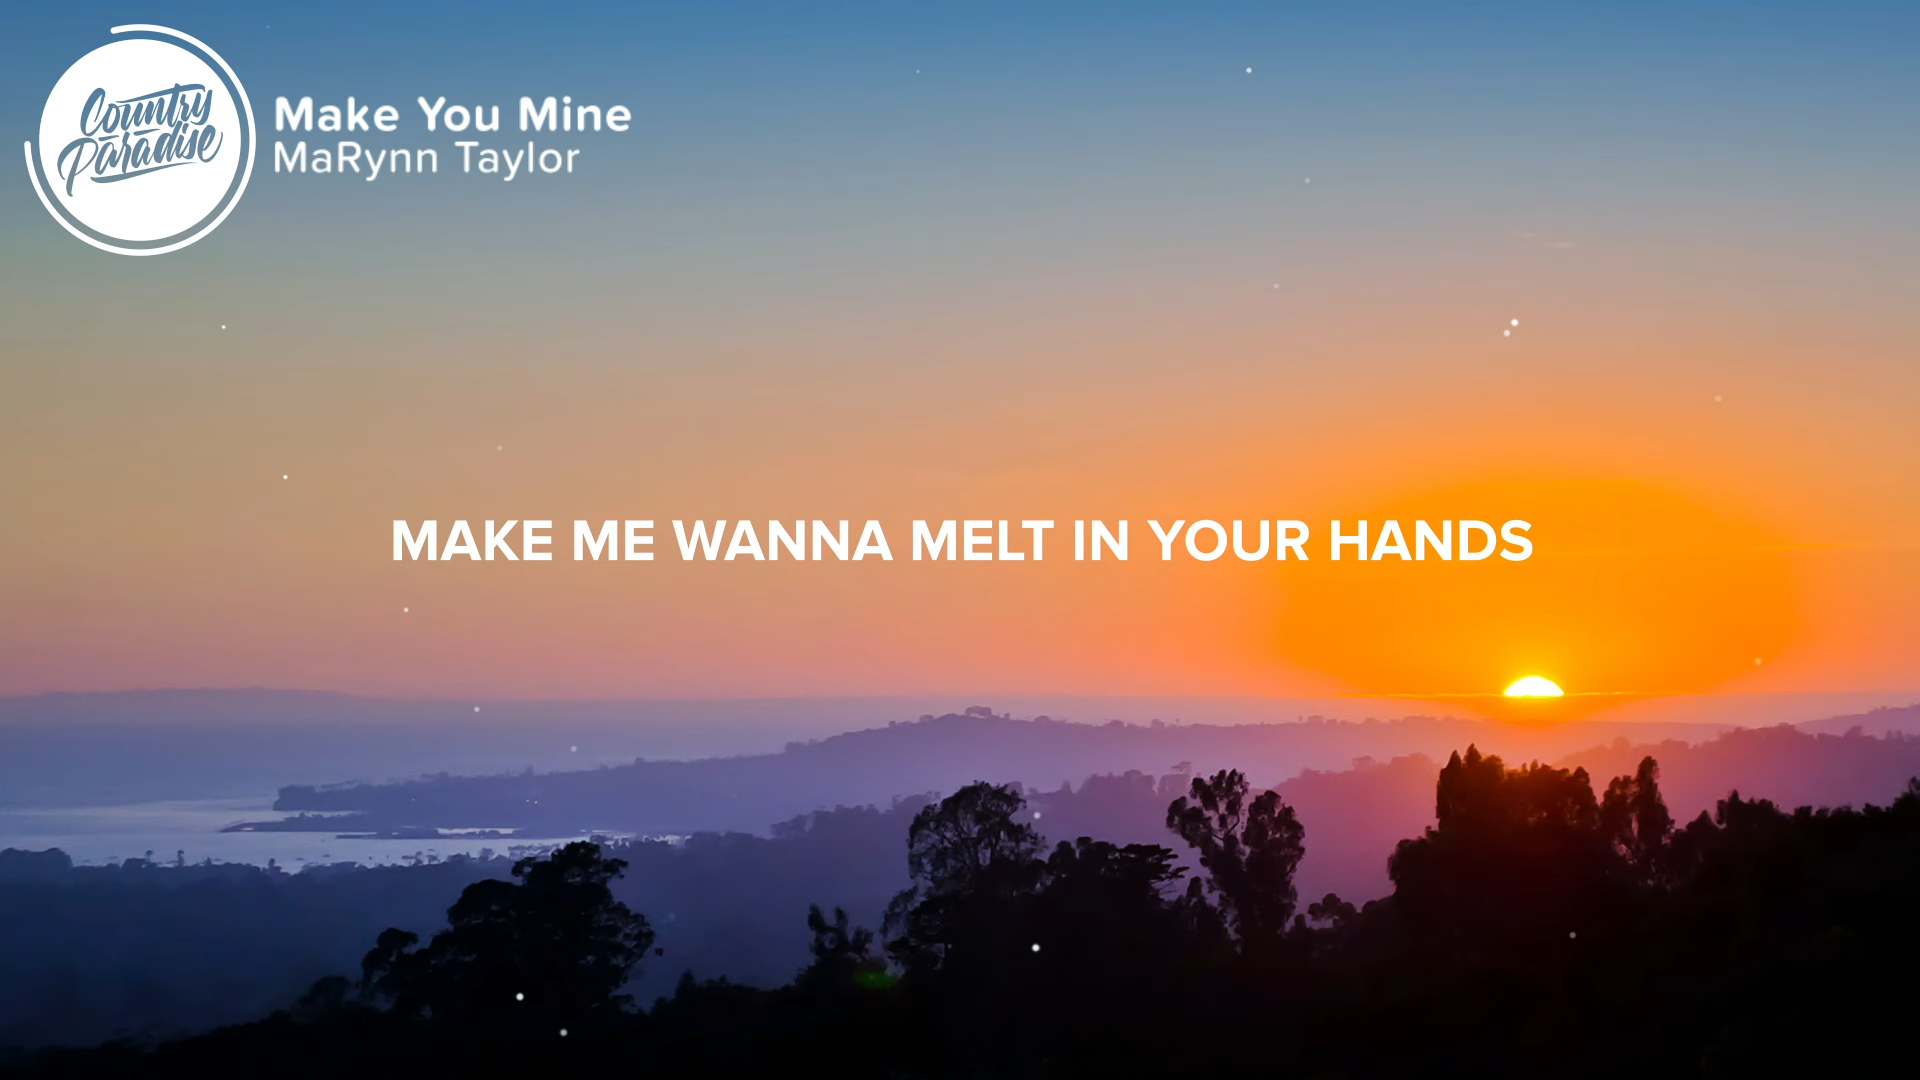 Country
Paradise
Make You Mine
MaRynn Taylor
MAKE ME WANNA MELT IN YOUR HANDS